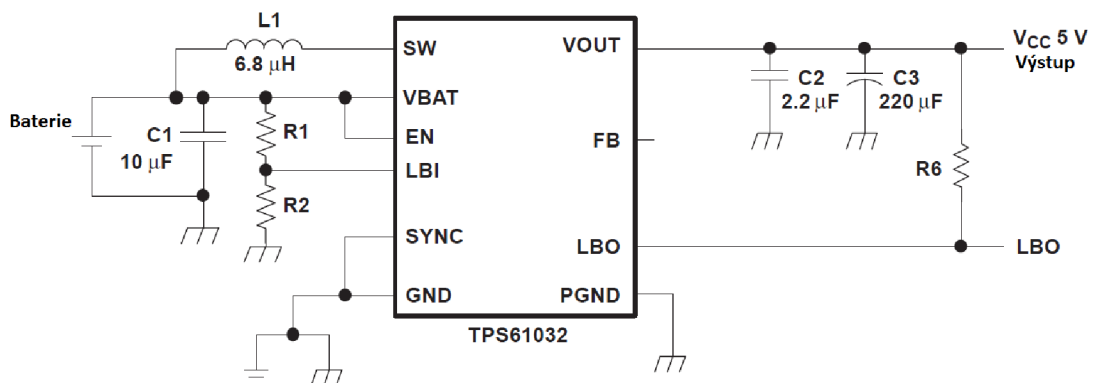 L1
6.8 µH
SW
VBAT
EN
LBI
SYNC
GND
VOUT
FB
LBO
PGND
TPS61032
Baterie
C1
10 µF
R1
R2
C2
2.2 µF
C3
220 µF
R6
VCC 5 V
Výstup
LBO